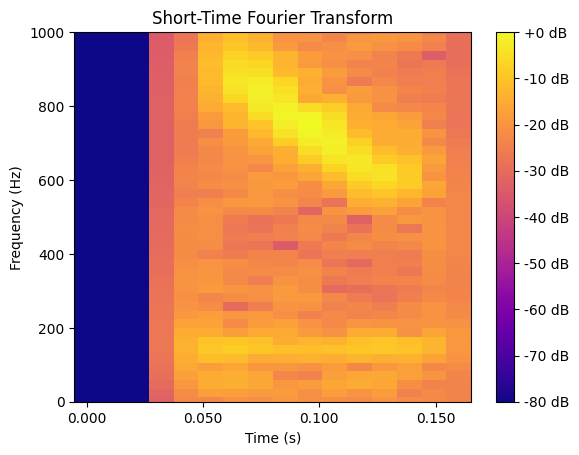 Short-Time Fourier Transform
Frequency (Hz)
1000
800
600
400
200
0
0.000
0.050
0.100
0.150
Time (s)
+0 dB
-10 dB
-20 dB
-30 dB
-40 dB
-50 dB
-60 dB
-70 dB
-80 dB